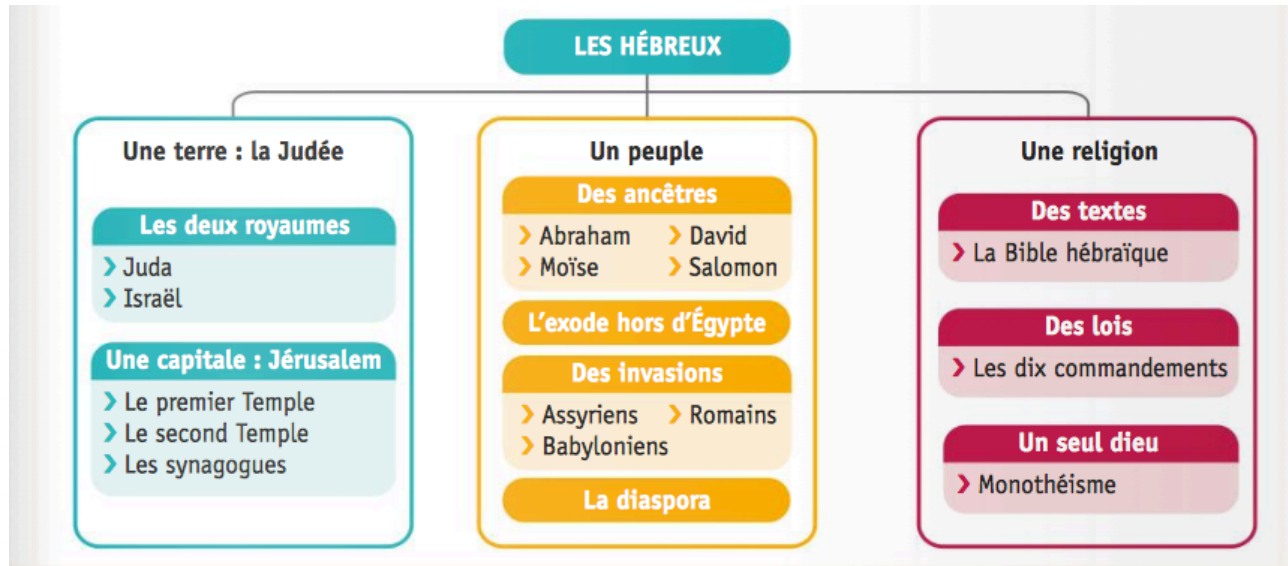 LES HÉBREUX
Une terre : la Judée
Les deux royaumes
❯ Juda
❯ Israël
Une capitale : Jérusalem
❯ Le premier Temple
❯ Le second Temple
❯ Les synagogues
Un peuple
Des ancêtres
❯ Abraham ❯ David
❯ Moïse ❯ Salomon
L'exode hors d'Égypte
Des invasions
❯ Assyriens ❯ Romains
❯ Babyloniens
La diaspora
Une religion
Des textes
❯ La Bible hébraïque
Des lois
❯ Les dix commandements
Un seul dieu
❯ Monothéisme